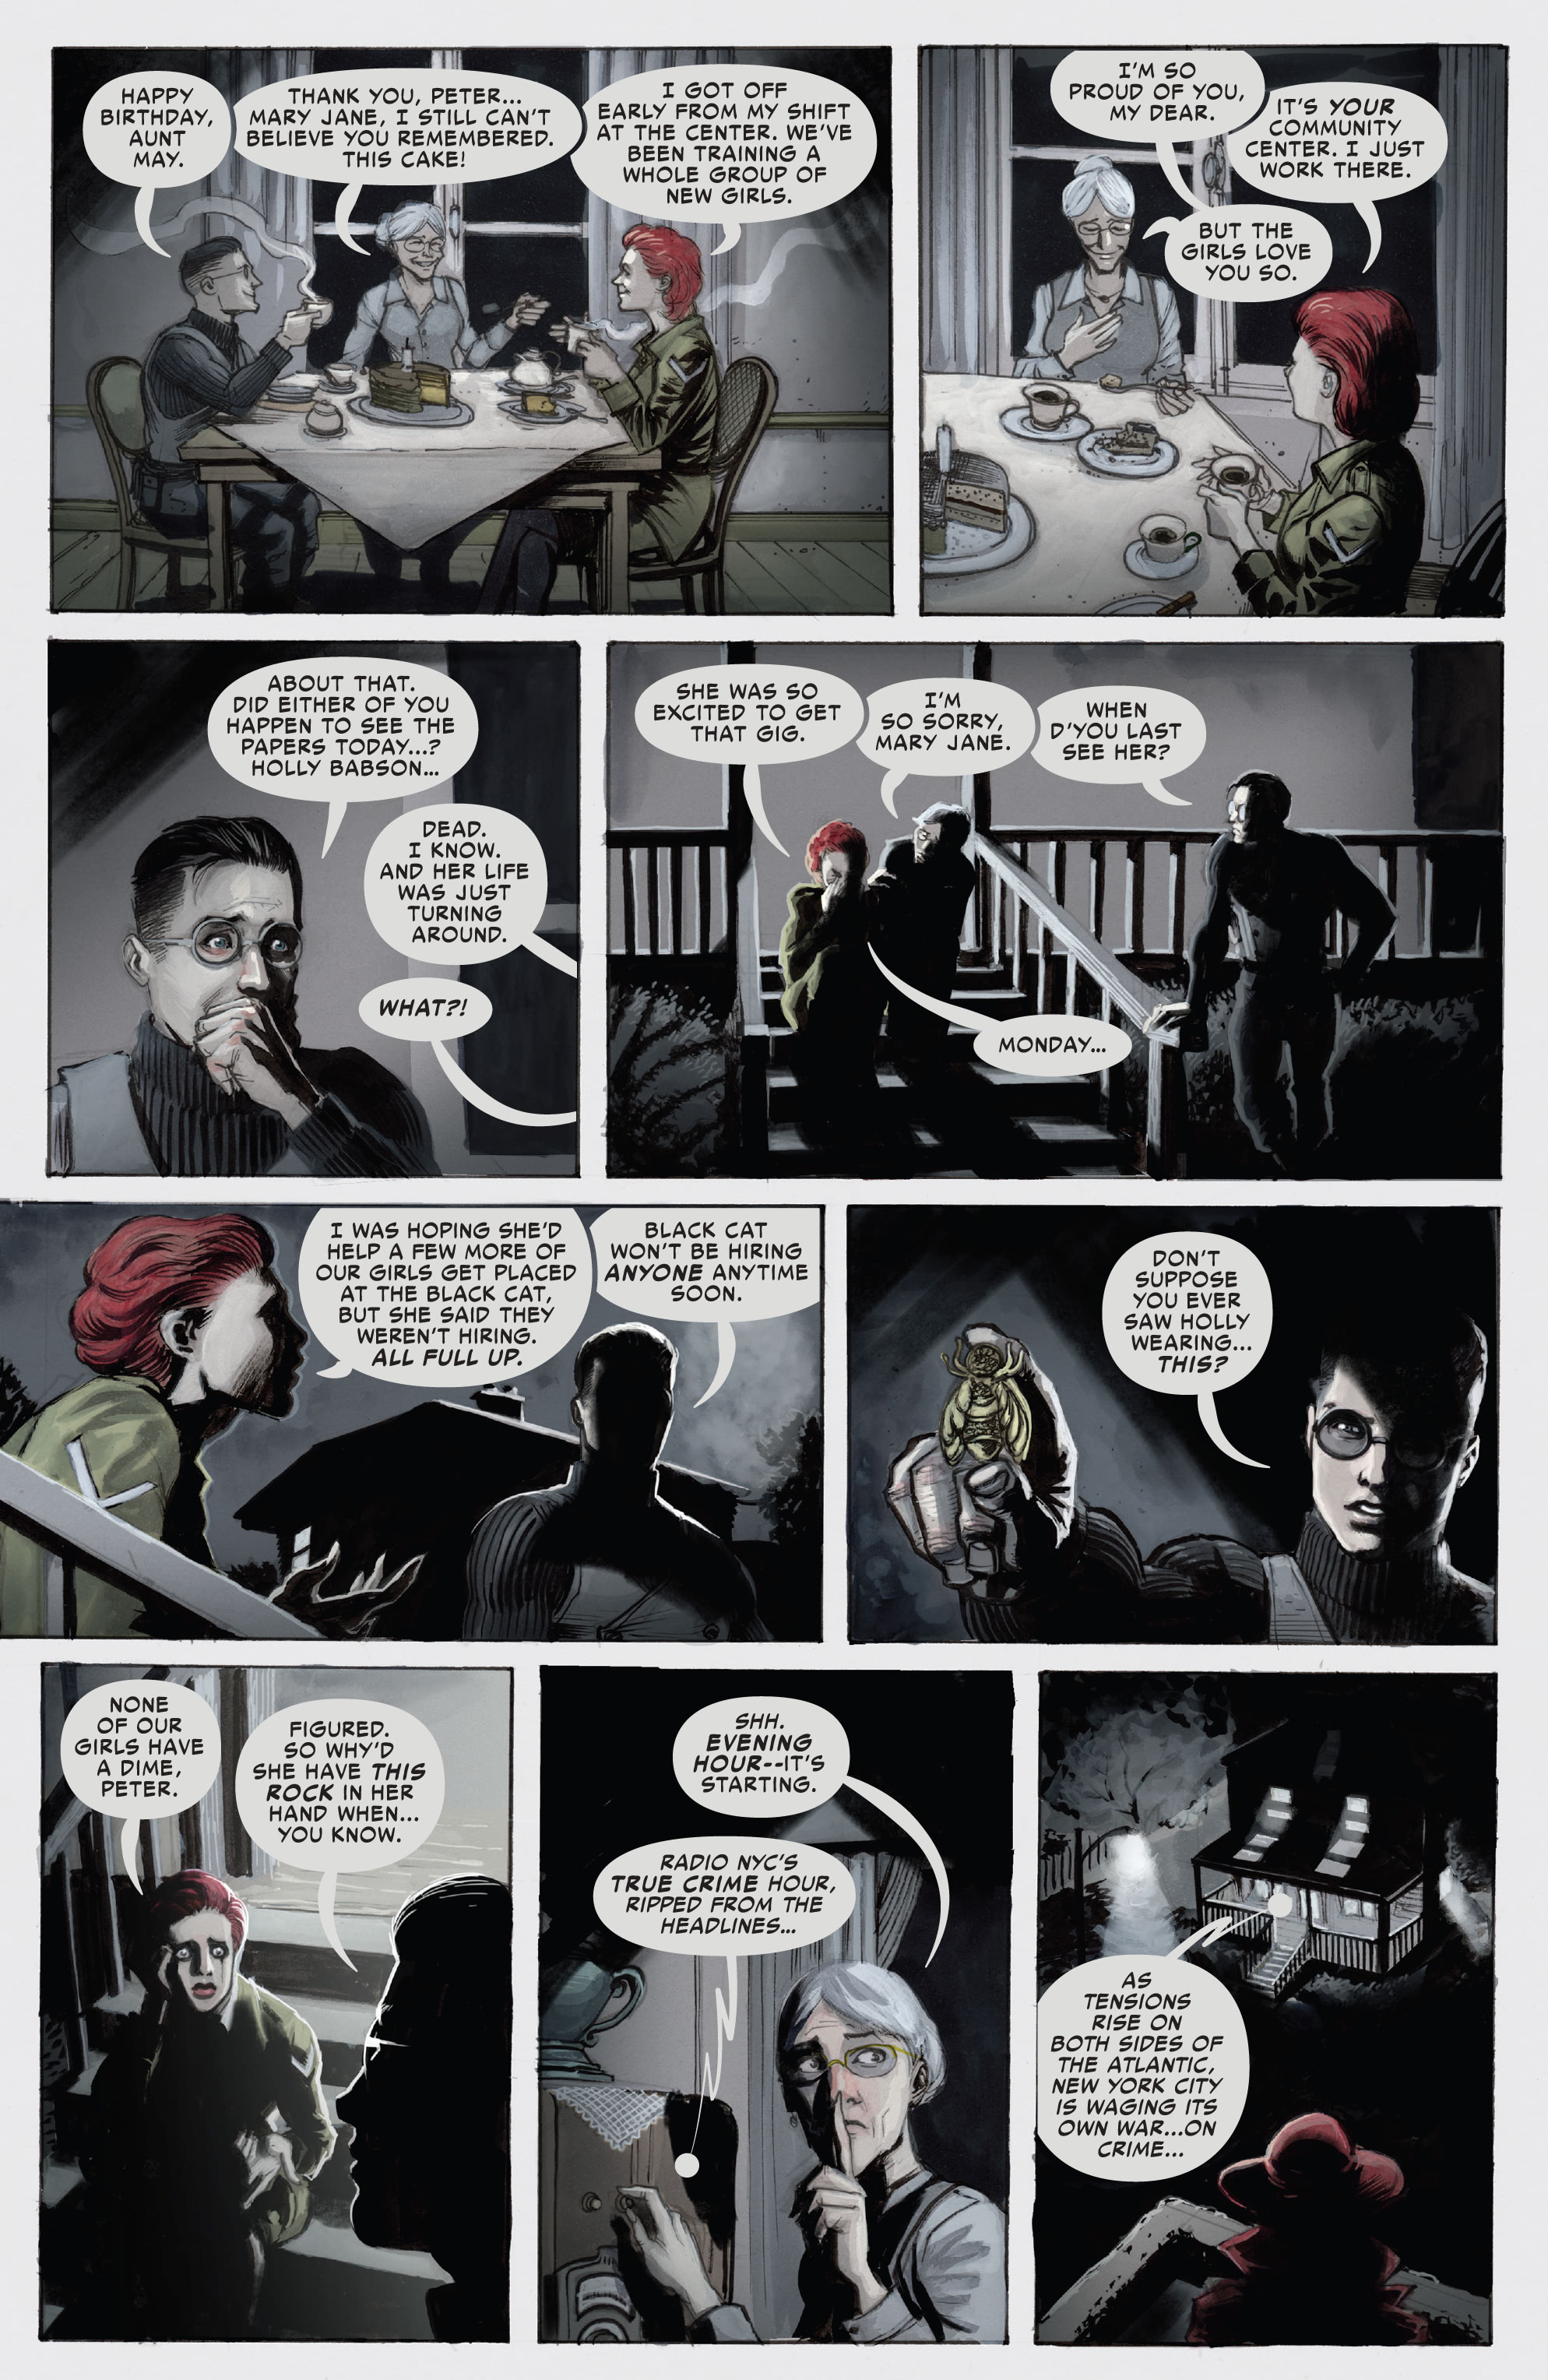 HAPPY
BIRTHDAY,
AUNT
MAY.
THANK YOU, PETER...
MARY JANE, I STILL CAN'T
BELIEVE YOU REMEMBERED.
THIS CAKE!
I GOT OFF
EARLY FROM MY SHIFT
AT THE CENTER. WE'VE
BEEN TRAINING A
WHOLE GROUP OF
NEW GIRLS.
I'M SO
PROUD OF YOU,
MY DEAR.
IT'S YOUR
COMMUNITY
CENTER. I JUST
WORK THERE.
BUT THE
GIRLS LOVE
YOU SO.
ABOUT THAT.
DID EITHER OF YOU
HAPPEN TO SEE THE
PAPERS TODAY...?
HOLLY BABSON...
DEAD.
I KNOW.
AND HER LIFE
WAS JUST
TURNING
AROUND.
WHAT?!
SHE WAS SO
EXCITED TO GET
THAT GIG.
I'M
SO SORRY,
MARY JANE.
WHEN
D'YOU LAST
SEE HER?
MONDAY...
I WAS HOPING SHE'D
HELP A FEW MORE OF
OUR GIRLS GET PLACED
AT THE BLACK CAT,
BUT SHE SAID THEY
WEREN'T HIRING.
ALL FULL UP.
BLACK CAT
WON'T BE HIRING
ANYONE ANYTIME
SOON.
DON'T
SUPPOSE
YOU EVER
SAW HOLLY
WEARING...
THIS?
NONE
OF OUR
GIRLS HAVE
A DIME,
PETER.
FIGURED.
SO WHY'D
SHE HAVE THIS
ROCK IN HER
HAND WHEN...
YOU KNOW.
SHH.
EVENING
HOUR--IT'S
STARTING.
RADIO NYC'S
TRUE CRIME HOUR,
RIPPED FROM THE
HEADLINES...
AS
TENSIONS
RISE ON
BOTH SIDES OF
THE ATLANTIC,
NEW YORK CITY
IS WAGING ITS
OWN WAR...ON
CRIME...